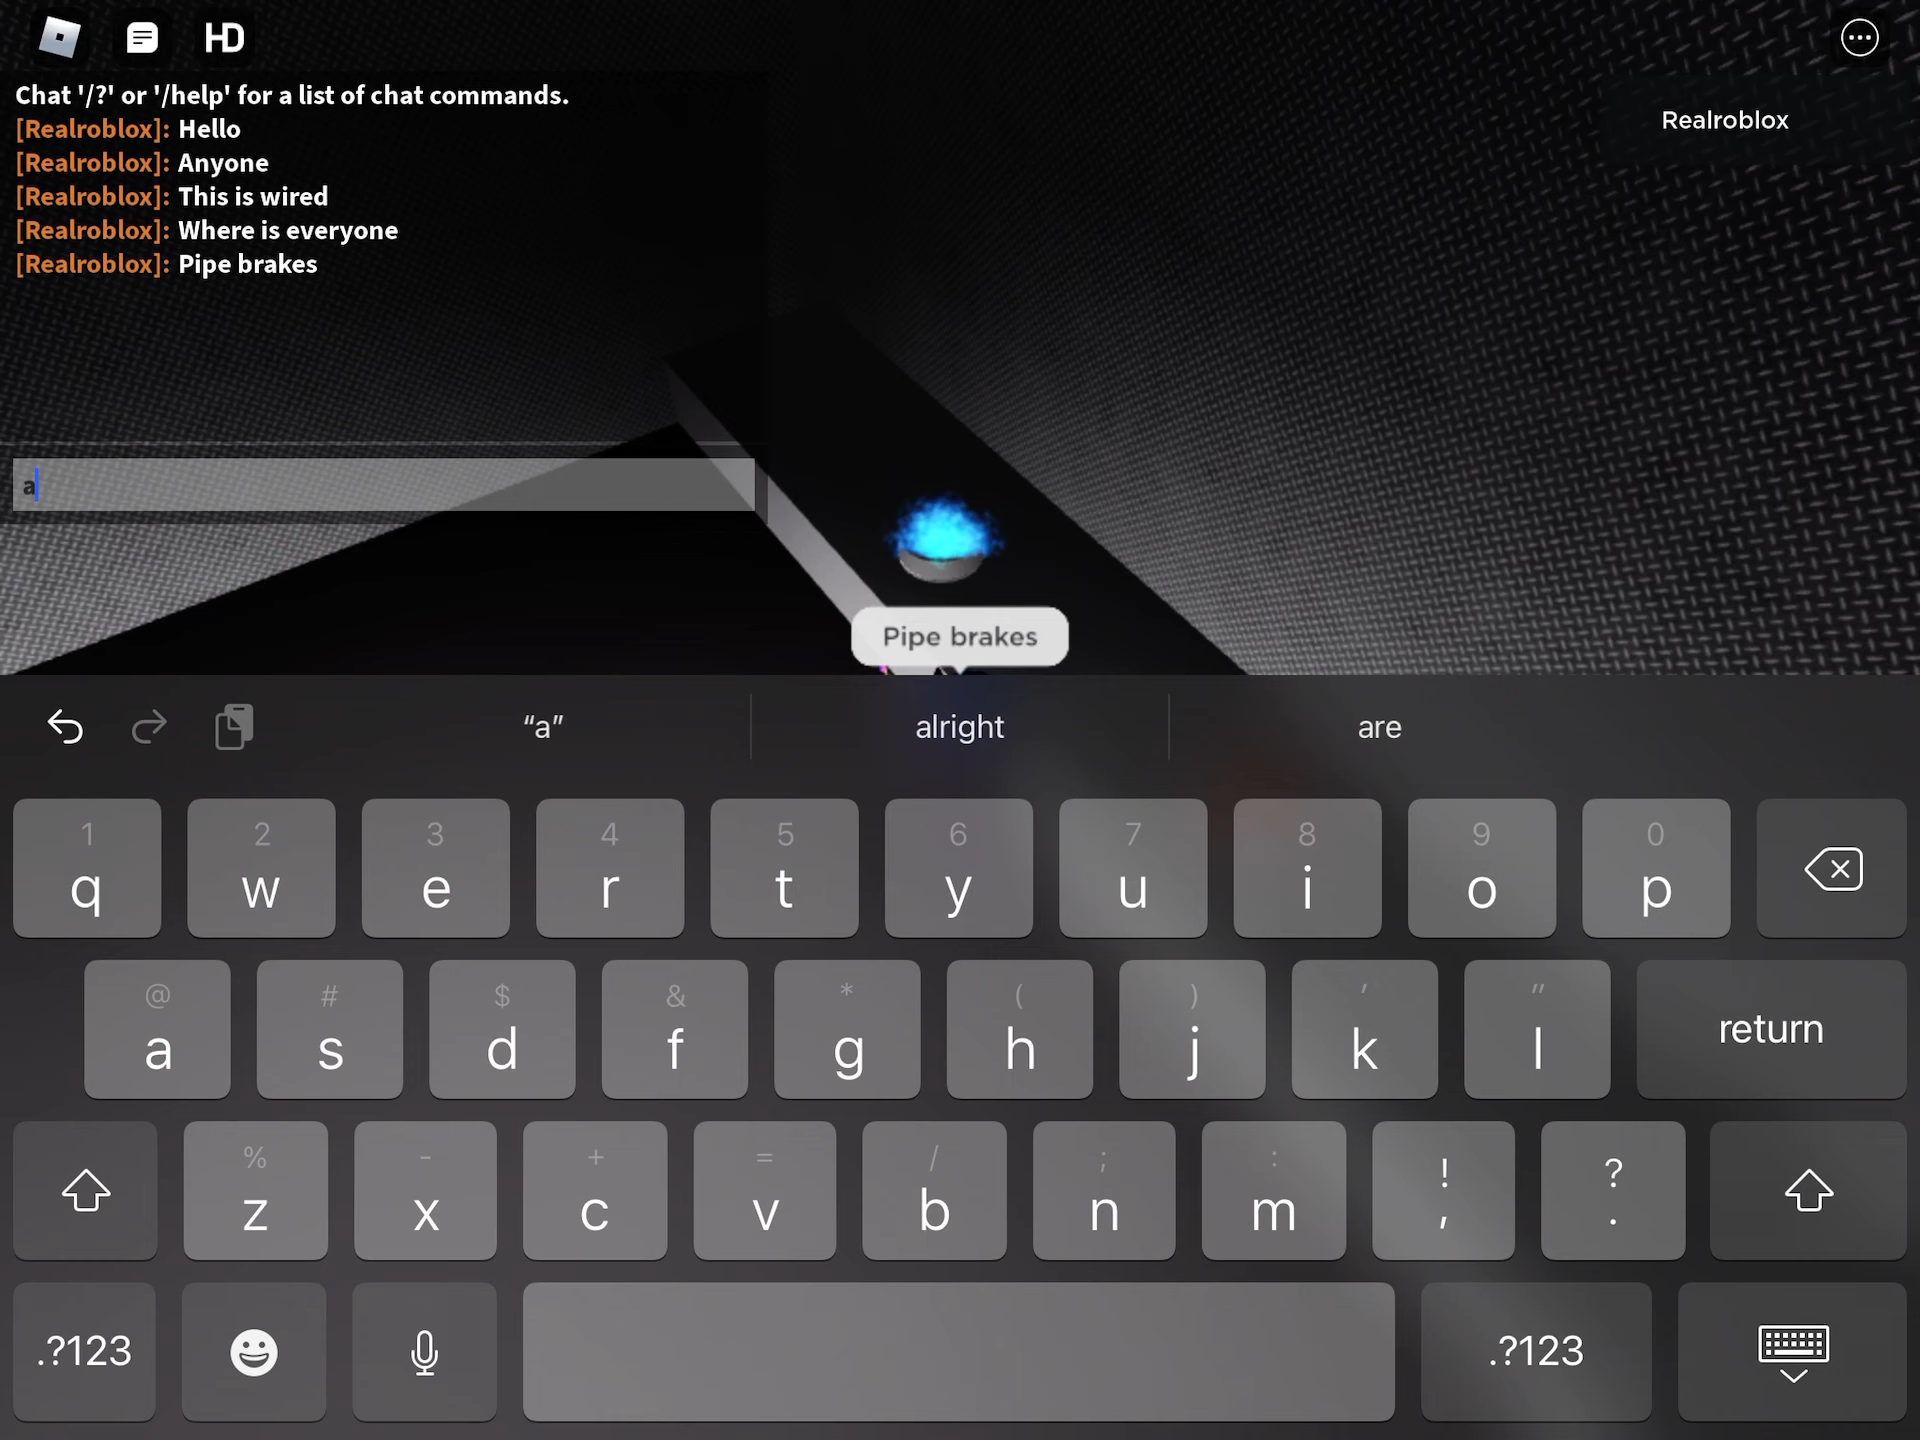 HD
Chat '/?' or '/help' for a list of chat commands.
Realroblox
[Realroblox]: Hello
[Realroblox]: Anyone
[Realroblox]: This is wired
[Realroblox]: Where is everyone
[Realroblox]: Pipe brakes
a
Pipe brakes
“a” alright are
1 2 3 4 5 6 7 8 9 0
q w e r t y u i o p
@ # $ & * ( ) ' "
a s d f g h j k l return
% - + = / ; : ! ?
z x c v b n m , .
.?123 .?123